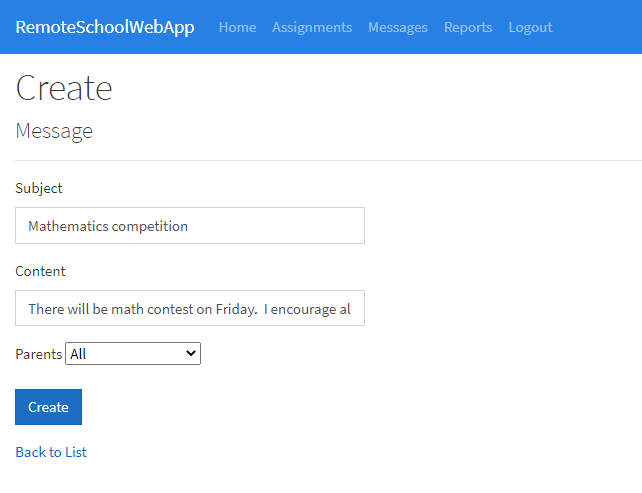 RemoteSchoolWebApp Home Assignments Messages Reports Logout
Create
Message
Subject
Mathematics competition
Content
There will be math contest on Friday.  I encourage al
Parents All
Create
Back to List